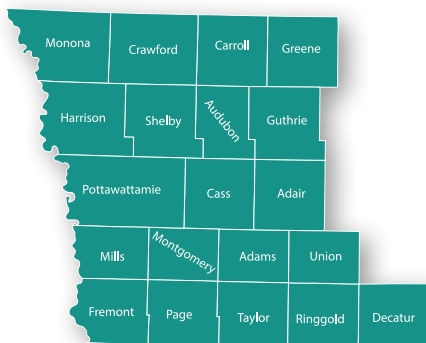 Monona
Crawford
Carroll
Greene
Harrison
Shelby
Audubon
Guthrie
Pottawattamie
Cass
Adair
Mills
Montgomery
Adams
Union
Fremont
Page
Taylor
Ringgold
Decatur